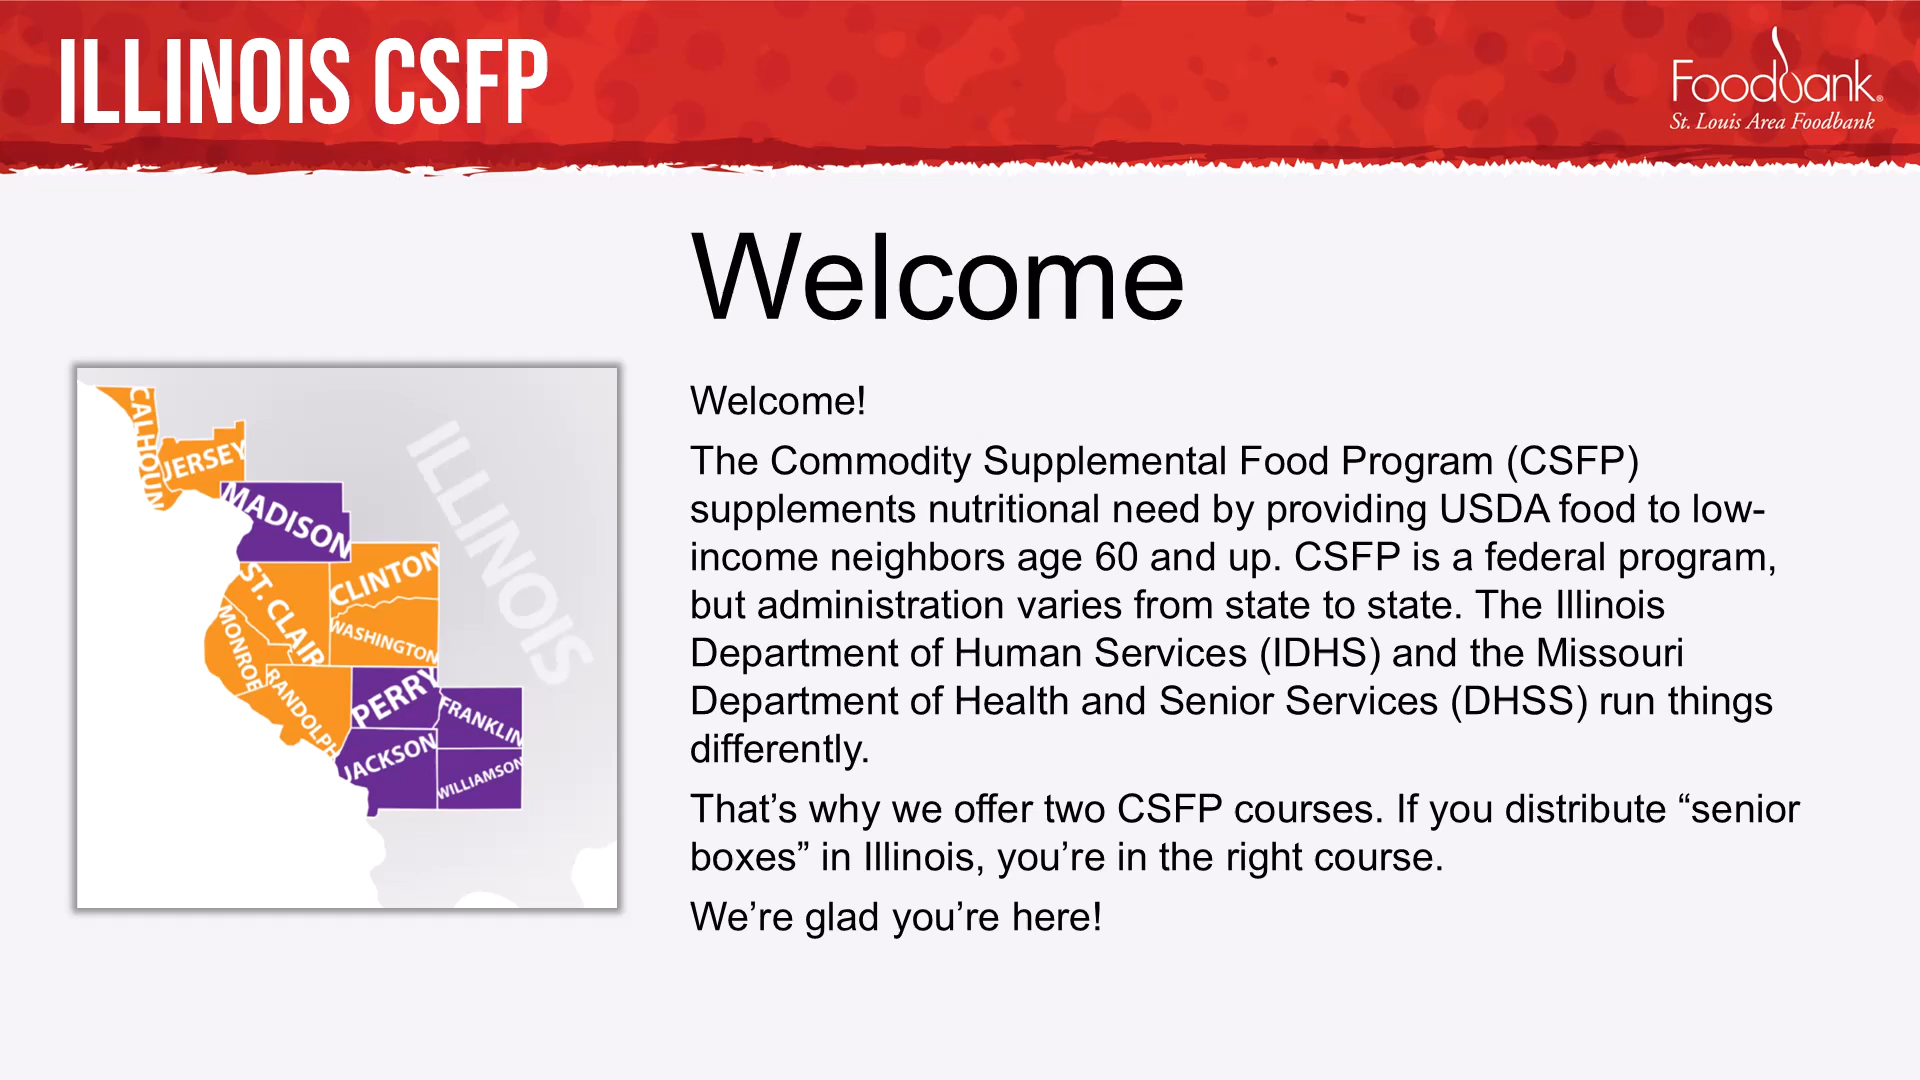 ILLINOIS CSFP
Foodbank®
St. Louis Area Foodbank
Welcome
CALHOUN
JERSEY
MADISON
ILLINOIS
ST. CLAIR
CLINTON
MONROE
WASHINGTON
RANDOLPH
PERRY
FRANKLIN
JACKSON
WILLIAMSON
Welcome!
The Commodity Supplemental Food Program (CSFP)
supplements nutritional need by providing USDA food to low-
income neighbors age 60 and up. CSFP is a federal program,
but administration varies from state to state. The Illinois
Department of Human Services (IDHS) and the Missouri
Department of Health and Senior Services (DHSS) run things
differently.
That’s why we offer two CSFP courses. If you distribute “senior
boxes” in Illinois, you’re in the right course.
We’re glad you’re here!